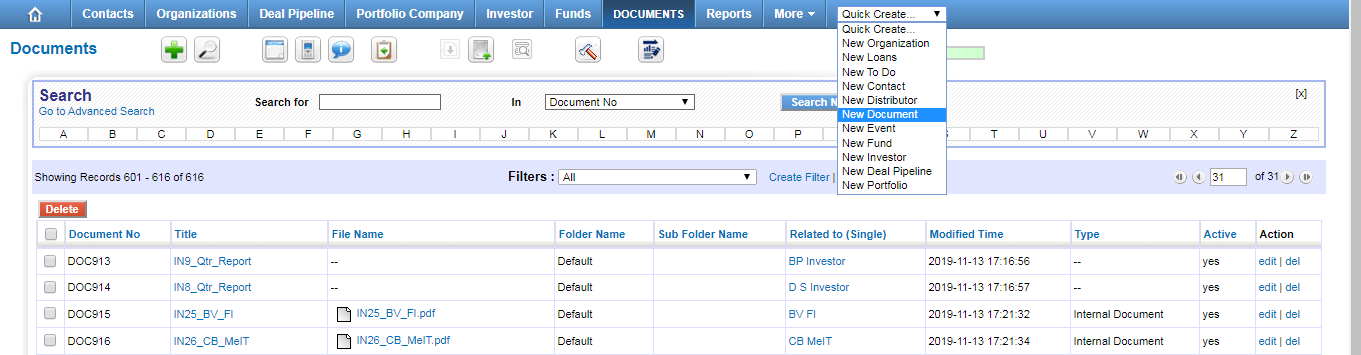 Contacts Organizations Deal Pipeline Portfolio Company Investor Funds DOCUMENTS Reports More Quick Create...
Documents
Quick Create...
New Organization
New Loans
New To Do
New Contact
New Distributor
New Document
New Event
New Fund
New Investor
New Deal Pipeline
New Portfolio
Search
Go to Advanced Search
Search for In Document No Search [x]
A B C D E F G H I J K L M N O P S T U V W X Y Z
Showing Records 601 - 616 of 616 Filters : All Create Filter | 31 of 31
Delete
Document No Title File Name Folder Name Sub Folder Name Related to (Single) Modified Time Type Active Action
DOC913 IN9_Qtr_Report -- Default BP Investor 2019-11-13 17:16:56 -- yes edit | del
DOC914 IN8_Qtr_Report -- Default D S Investor 2019-11-13 17:16:57 -- yes edit | del
DOC915 IN25_BV_FI IN25_BV_FI.pdf Default BV FI 2019-11-13 17:21:32 Internal Document yes edit | del
DOC916 IN26_CB_MeIT IN26_CB_MeIT.pdf Default CB MeIT 2019-11-13 17:21:34 Internal Document yes edit | del